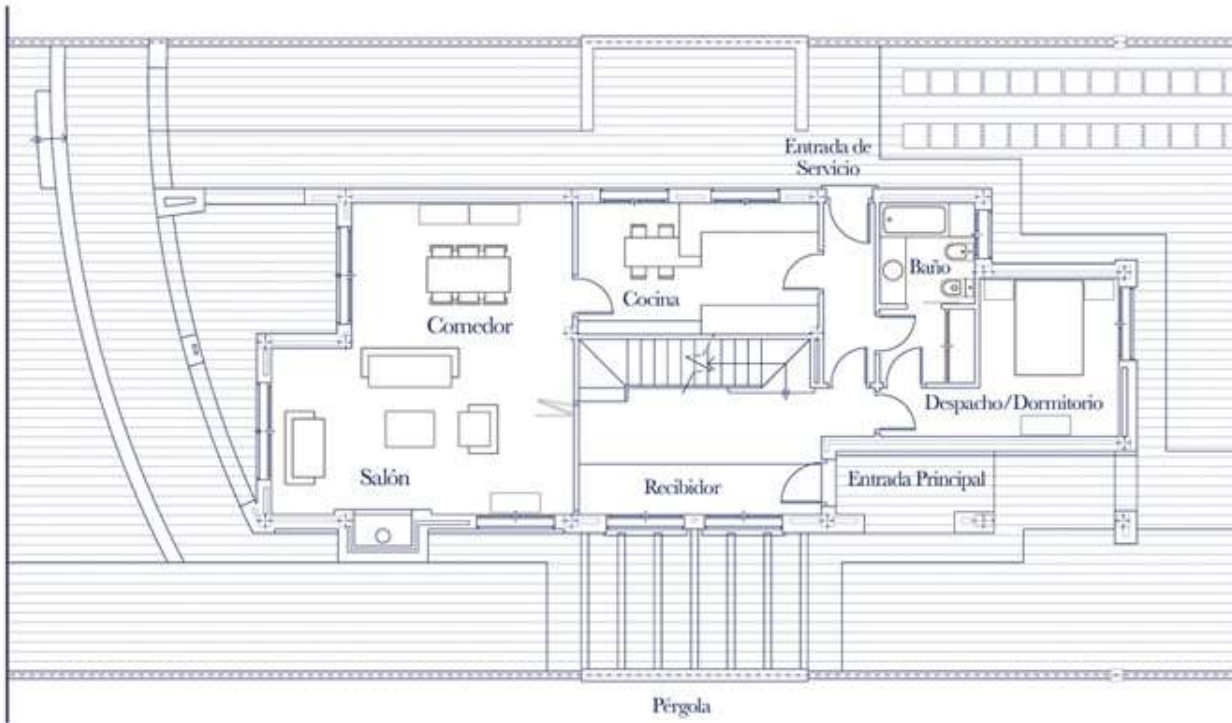 Entrada de
Servicio
Baño
Cocina
Comedor
Despacho/Dormitorio
Salón
Recibidor
Entrada Principal
Pérgola